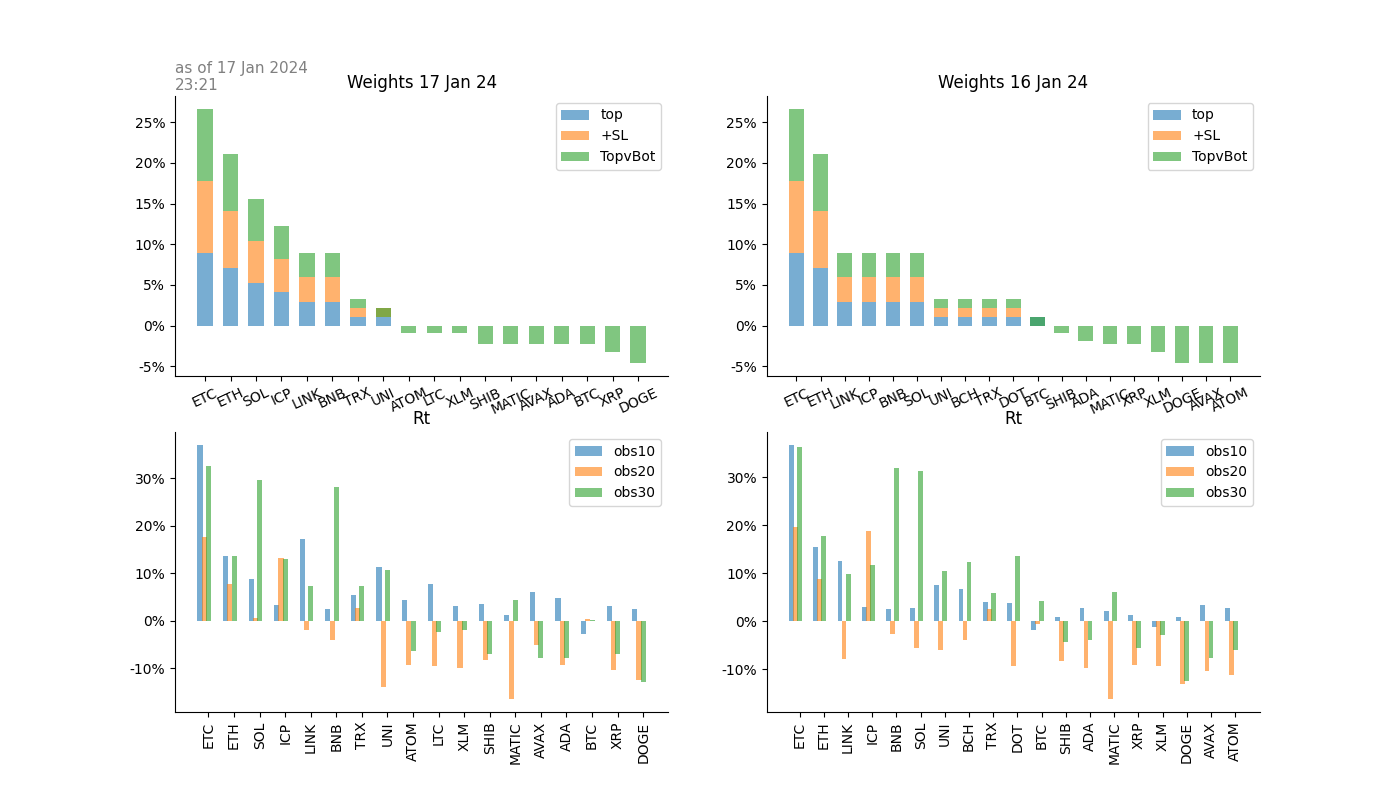 as of 17 Jan 2024
23:21
Weights 17 Jan 24
25%
20%
15%
10%
5%
0%
-5%
top
+SL
TopvBot
ETC ETH SOL ICP LINK BNB TRX UNI ATOM LTC XLM SHIB MATIC AVAX ADA BTC XRP DOGE
Weights 16 Jan 24
25%
20%
15%
10%
5%
0%
-5%
top
+SL
TopvBot
ETC ETH LINK ICP BNB SOL UNI BCH TRX DOT BTC SHIB ADA MATIC XRP XLM DOGE AVAX ATOM
Rt
30%
20%
10%
0%
-10%
obs10
obs20
obs30
ETC ETH SOL ICP LINK BNB TRX UNI ATOM LTC XLM SHIB MATIC AVAX ADA BTC XRP DOGE
Rt
30%
20%
10%
0%
-10%
obs10
obs20
obs30
ETC ETH LINK ICP BNB SOL UNI BCH TRX DOT BTC SHIB ADA MATIC XRP XLM DOGE AVAX ATOM